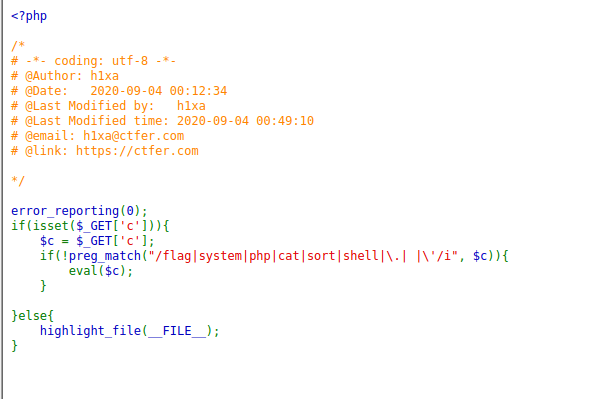 <?php
/*
# -*- coding: utf-8 -*-
# @Author: h1xa
# @Date:   2020-09-04 00:12:34
# @Last Modified by:   h1xa
# @Last Modified time: 2020-09-04 00:49:10
# @email: h1xa@ctfer.com
# @link: https://ctfer.com
*/
error_reporting(0);
if(isset($_GET['c'])){
    $c = $_GET['c'];
    if(!preg_match("/flag|system|php|cat|sort|shell|\.| |\'/i", $c)){
        eval($c);
    }
}else{
    highlight_file(__FILE__);
}